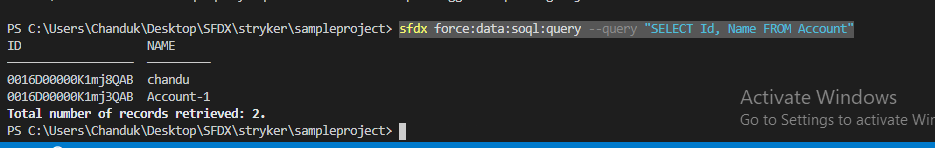 PS C:\Users\Chanduk\Desktop\SFDX\stryker\sampleproject> sfdx force:data:soql:query --query "SELECT Id, Name FROM Account"
ID NAME
0016D00000K1mj8QAB chandu
0016D00000K1mj3QAB Account-1
Total number of records retrieved: 2.
PS C:\Users\Chanduk\Desktop\SFDX\stryker\sampleproject>
Activate Windows
Go to Settings to activate